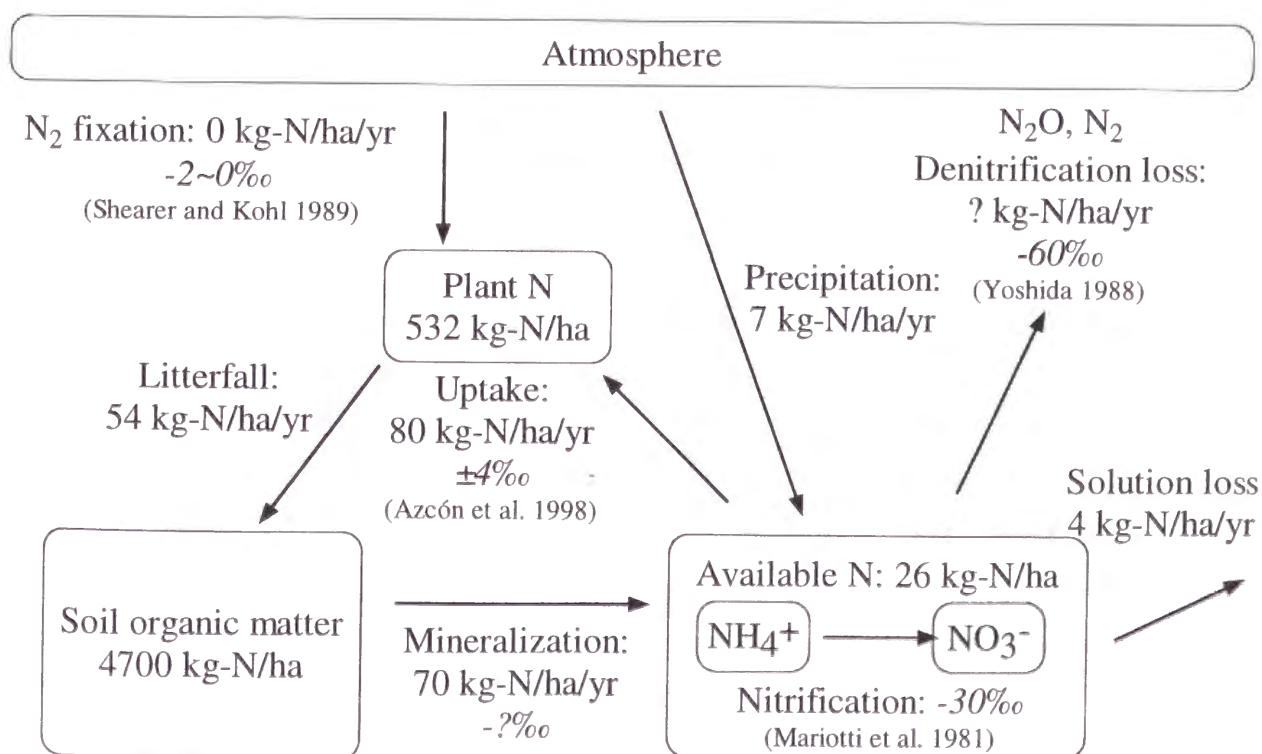 Atmosphere
N2 fixation: 0 kg-N/ha/yr
-2~0‰
(Shearer and Kohl 1989)
N2O, N2
Denitrification loss:
? kg-N/ha/yr
-60‰
(Yoshida 1988)
Precipitation:
7 kg-N/ha/yr
Plant N
532 kg-N/ha
Litterfall:
54 kg-N/ha/yr
Uptake:
80 kg-N/ha/yr
±4‰
(Azcón et al. 1998)
Solution loss
4 kg-N/ha/yr
Soil organic matter
4700 kg-N/ha
Mineralization:
70 kg-N/ha/yr
-?‰
Available N: 26 kg-N/ha
NH4+
NO3-
Nitrification: -30‰
(Mariotti et al. 1981)